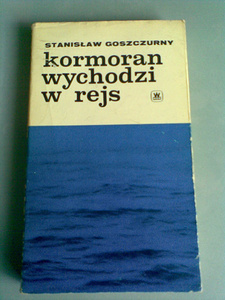 STANISŁAW GOSZCZURNY
kormoran
wychodzi
w rejs